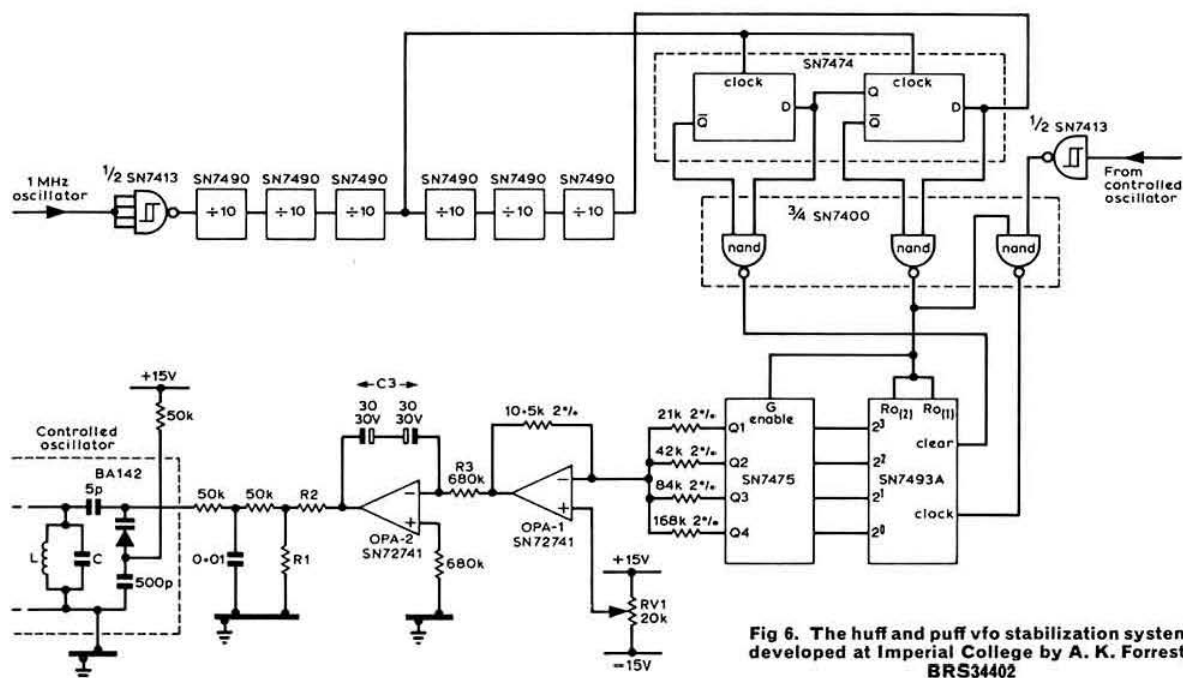 SN7474
clock
clock
Q
D
D
Q
Q
½ SN7413
½ SN7413
1 MHz
oscillator
SN7490
SN7490
SN7490
SN7490
SN7490
SN7490
÷10
÷10
÷10
÷10
÷10
÷10
From
controlled
oscillator
¾ SN7400
nand
nand
nand
+15V
50k
Controlled
oscillator
BA142
5p
L
C
500p
50k
50k
R2
0·01
R1
C3
30
30V
30
30V
−
+
OPA-2
SN72741
680k
R3
680k
10·5k 2%
−
+
OPA-1
SN72741
+15V
RV1
20k
−15V
21k 2%
42k 2%
84k 2%
168k 2%
G
enable
Q1
Q2
SN7475
Q3
Q4
Ro(2)
Ro(1)
2³
clear
2²
SN7493A
2¹
clock
2⁰
Fig 6. The huff and puff vfo stabilization system
developed at Imperial College by A. K. Forrest
BRS34402